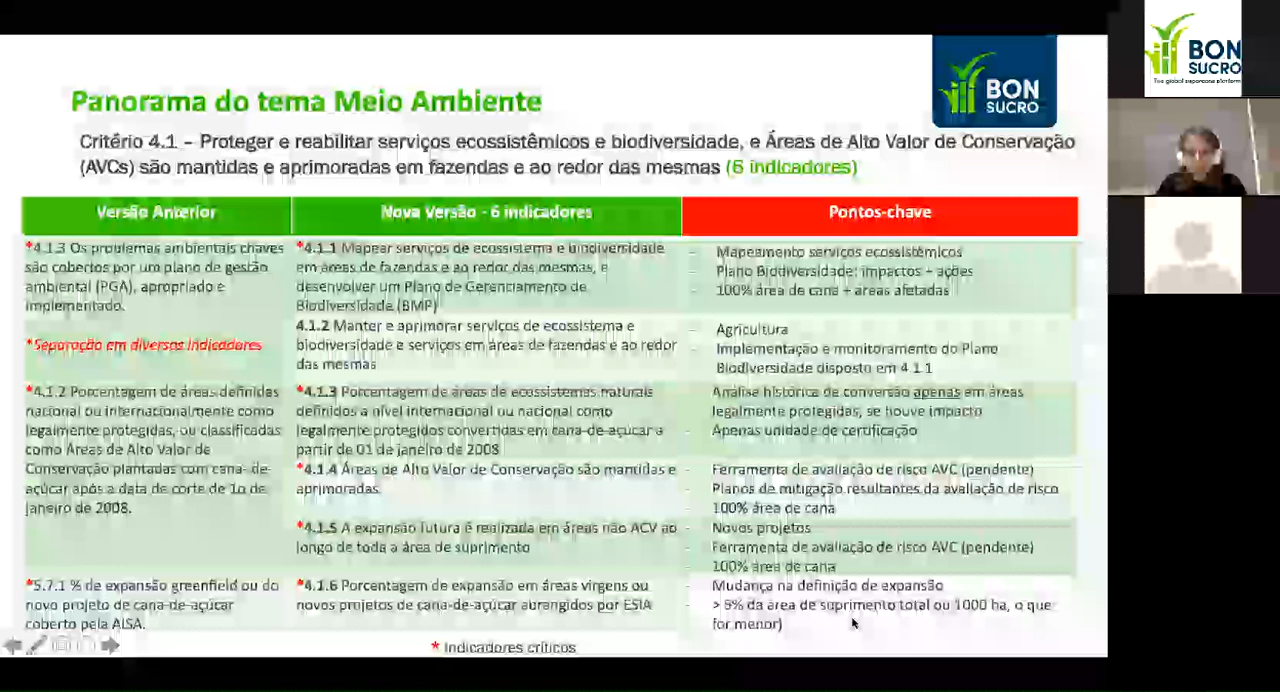 Panorama do tema Meio Ambiente
BON
SUCRO
Critério 4.1 – Proteger e reabilitar serviços ecossistêmicos e biodiversidade, e Áreas de Alto Valor de Conservação
(AVCs) são mantidas e aprimoradas em fazendas e ao redor das mesmas (6 indicadores)
Versão Anterior
*4.1.3 Os problemas ambientais chaves
são cobertos por um plano de gestão
ambiental (PGA), apropriado e
implementado.
*Separação em diversos indicadores
*4.1.2 Porcentagem de áreas definidas
nacional ou internacionalmente como
legalmente protegidas, ou classificadas
como Áreas de Alto Valor de
Conservação plantadas com cana-de-
açúcar após a data de corte de 1o de
janeiro de 2008.
*5.7.1 % de expansão greenfield ou do
novo projeto de cana-de-açúcar
coberto pela AISA.
Nova Versão - 6 indicadores
*4.1.1 Mapear serviços de ecossistema e biodiversidade
em áreas de fazendas e ao redor das mesmas, e
desenvolver um Plano de Gerenciamento de
Biodiversidade (BMP)
4.1.2 Manter e aprimorar serviços de ecossistema e
biodiversidade e serviços em áreas de fazendas e ao redor
das mesmas
*4.1.3 Porcentagem de áreas de ecossistemas naturais
definidos a nível internacional ou nacional como
legalmente protegidos convertidas em cana-de-açúcar a
partir de 01 de janeiro de 2008
*4.1.4 Áreas de Alto Valor de Conservação são mantidas e
aprimoradas.
*4.1.5 A expansão futura é realizada em áreas não ACV ao
longo de toda a área de suprimento
*4.1.6 Porcentagem de expansão em áreas virgens ou
novos projetos de cana-de-açúcar abrangidos por ESIA
Pontos-chave
- Mapeamento serviços ecossistêmicos
- Plano Biodiversidade: impactos + ações
- 100% área de cana + áreas afetadas
- Agricultura
- Implementação e monitoramento do Plano
Biodiversidade disposto em 4.1.1
- Análise histórica de conversão apenas em áreas
legalmente protegidas, se houve impacto
- Apenas unidade de certificação
- Ferramenta de avaliação de risco AVC (pendente)
- Planos de mitigação resultantes da avaliação de risco
- 100% área de cana
- Novos projetos
- Ferramenta de avaliação de risco AVC (pendente)
- 100% área de cana
- Mudança na definição de expansão
- > 5% da área de suprimento total ou 1000 ha, o que
for menor)
* Indicadores críticos
BON
SUCRO
The global sugarcane platform